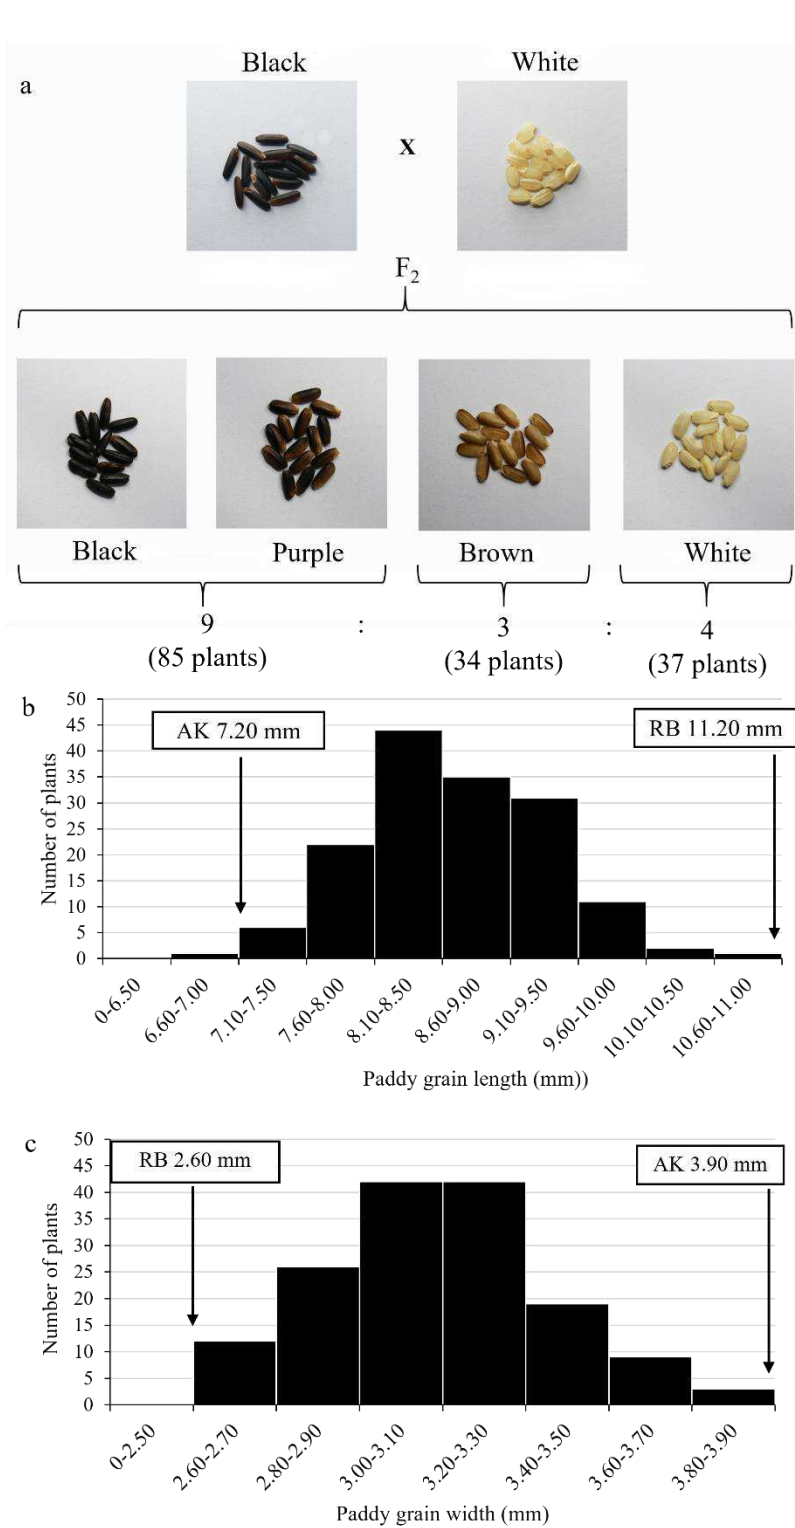 Black White
a
x
F2
Black Purple Brown White
9 : 3 : 4
(85 plants) (34 plants) (37 plants)
b
50
45
40
35
30
25
20
15
10
5
0
Number of plants
AK 7.20 mm
RB 11.20 mm
0-6.50
6.60-7.00
7.10-7.50
7.60-8.00
8.10-8.50
8.60-9.00
9.10-9.50
9.60-10.00
10.10-10.50
10.60-11.00
Paddy grain length (mm))
c
50
45
40
35
30
25
20
15
10
5
0
Number of plants
RB 2.60 mm
AK 3.90 mm
0-2.50
2.60-2.70
2.80-2.90
3.00-3.10
3.20-3.30
3.40-3.50
3.60-3.70
3.80-3.90
Paddy grain width (mm)